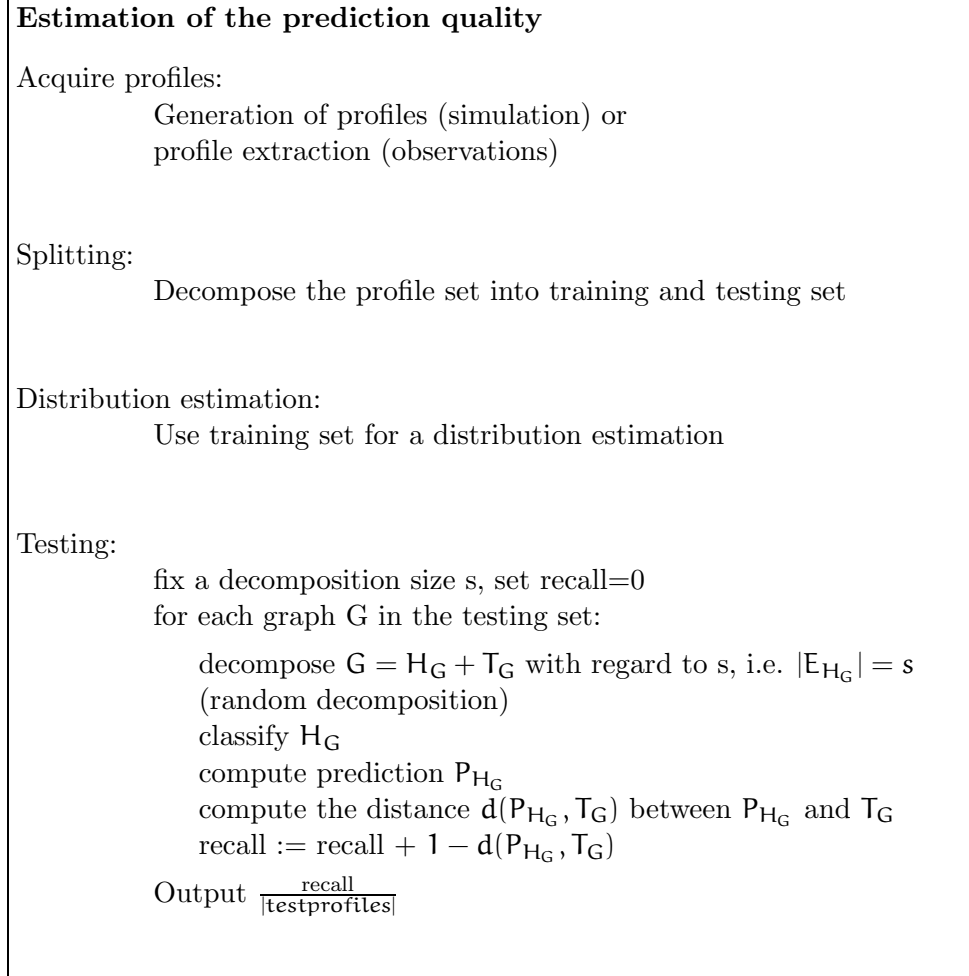 Estimation of the prediction quality
Acquire profiles:
Generation of profiles (simulation) or
profile extraction (observations)
Splitting:
Decompose the profile set into training and testing set
Distribution estimation:
Use training set for a distribution estimation
Testing:
fix a decomposition size s, set recall=0
for each graph G in the testing set:
decompose G = H_G + T_G with regard to s, i.e. |E_{H_G}| = s
(random decomposition)
classify H_G
compute prediction P_{H_G}
compute the distance d(P_{H_G}, T_G) between P_{H_G} and T_G
recall := recall + 1 − d(P_{H_G}, T_G)
Output recall / |testprofiles|